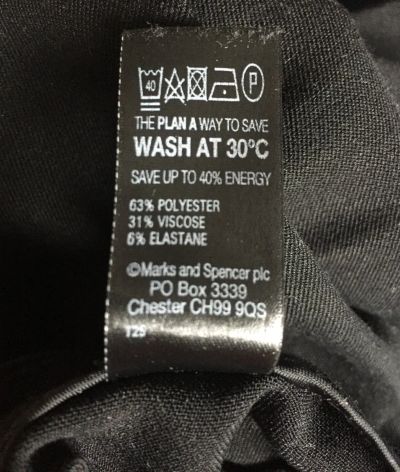 40
P
THE PLAN A WAY TO SAVE
WASH AT 30°C
SAVE UP TO 40% ENERGY
63% POLYESTER
31% VISCOSE
6% ELASTANE
©Marks and Spencer plc
PO Box 3339
Chester CH99 9QS